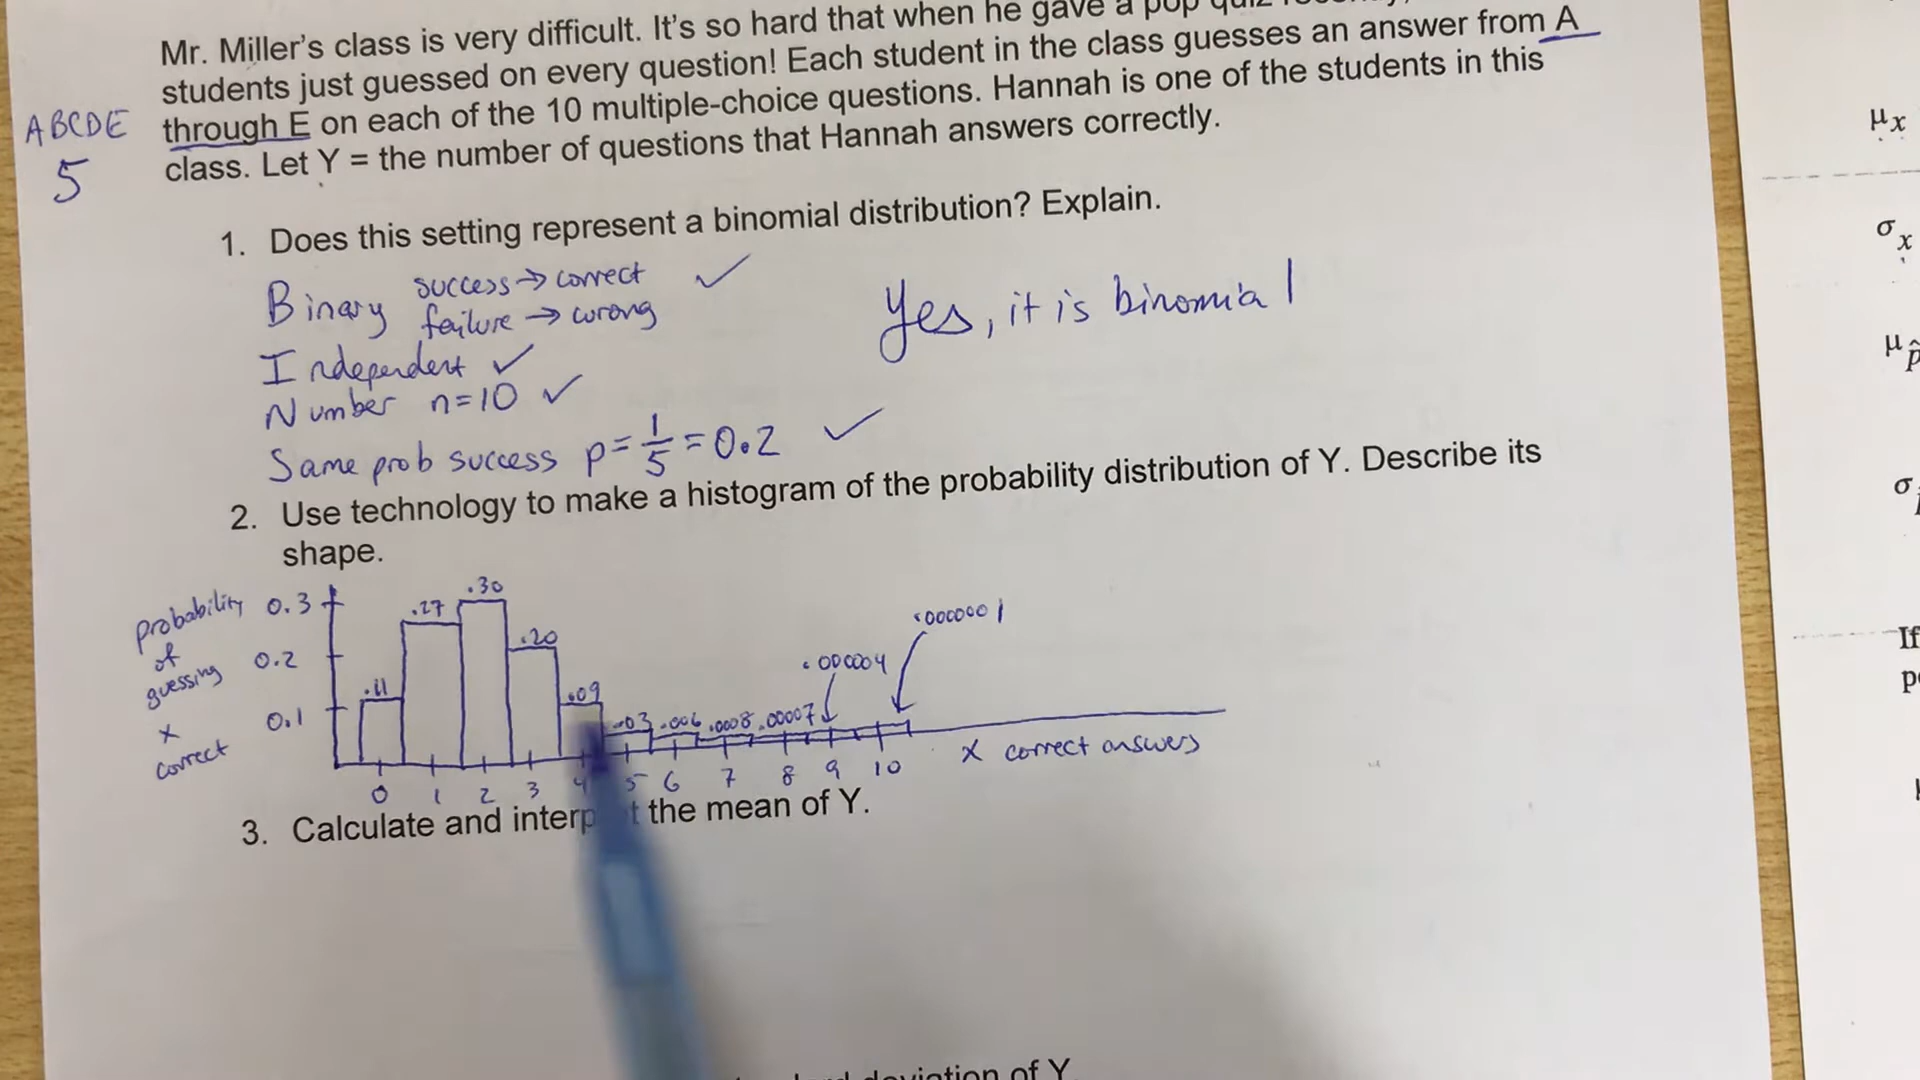 Mr. Miller's class is very difficult. It's so hard that when he gave a pop quiz
students just guessed on every question! Each student in the class guesses an answer from A
through E on each of the 10 multiple-choice questions. Hannah is one of the students in this
class. Let Y = the number of questions that Hannah answers correctly.
ABCDE
5
1. Does this setting represent a binomial distribution? Explain.
Binary success → correct ✓
failure → wrong
Independent ✓
Number n=10 ✓
Same prob success p = 1/5 = 0.2 ✓
Yes, it is binomial
2. Use technology to make a histogram of the probability distribution of Y. Describe its
shape.
probability
of
guessing
x
correct
0.3
0.2
0.1
.11 .27 .30 .20 .09 .03 .006 .0008 .00007 .000004 .0000001
0 1 2 3 4 5 6 7 8 9 10
x correct answers
3. Calculate and the mean of Y.
deviation of Y
μx
σx
μp̂
σ
If